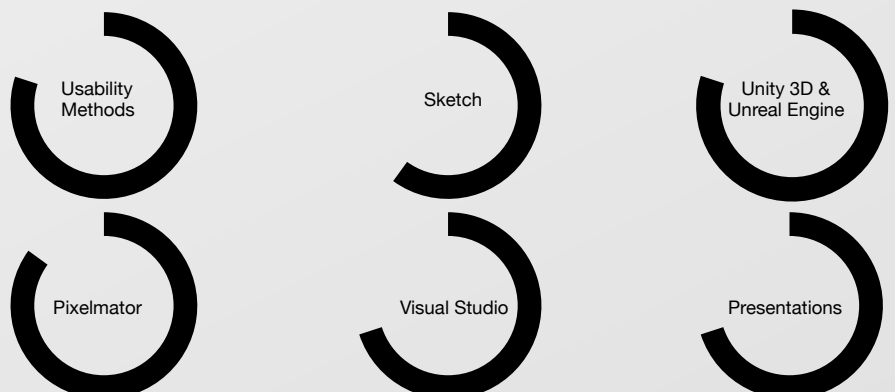 Usability
Methods
Sketch
Unity 3D &
Unreal Engine
Pixelmator
Visual Studio
Presentations